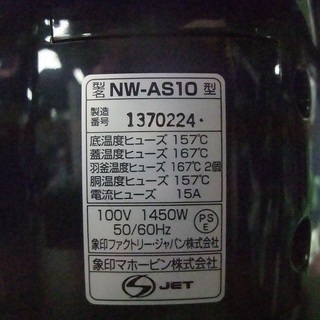 型名 NW-AS10 型
製造番号 1370224・
底温度ヒューズ 157℃
蓋温度ヒューズ 167℃
羽釜温度ヒューズ 167℃ 2個
胴温度ヒューズ 157℃
電流ヒューズ 15A
100V 1450W
50/60Hz
PSE
象印ファクトリー・ジャパン株式会社
象印マホービン株式会社
S JET